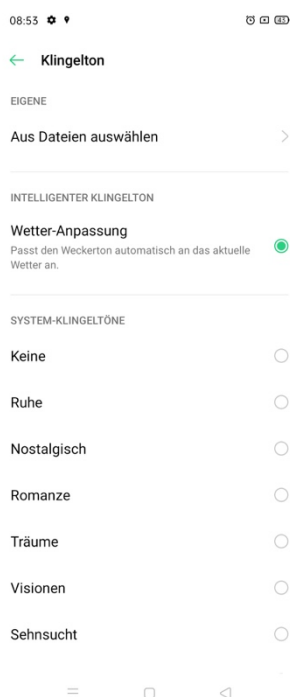 08:53 43
Klingelton
EIGENE
Aus Dateien auswählen
INTELLIGENTER KLINGELTON
Wetter-Anpassung
Passt den Weckerton automatisch an das aktuelle
Wetter an.
SYSTEM-KLINGELTÖNE
Keine
Ruhe
Nostalgisch
Romanze
Träume
Visionen
Sehnsucht